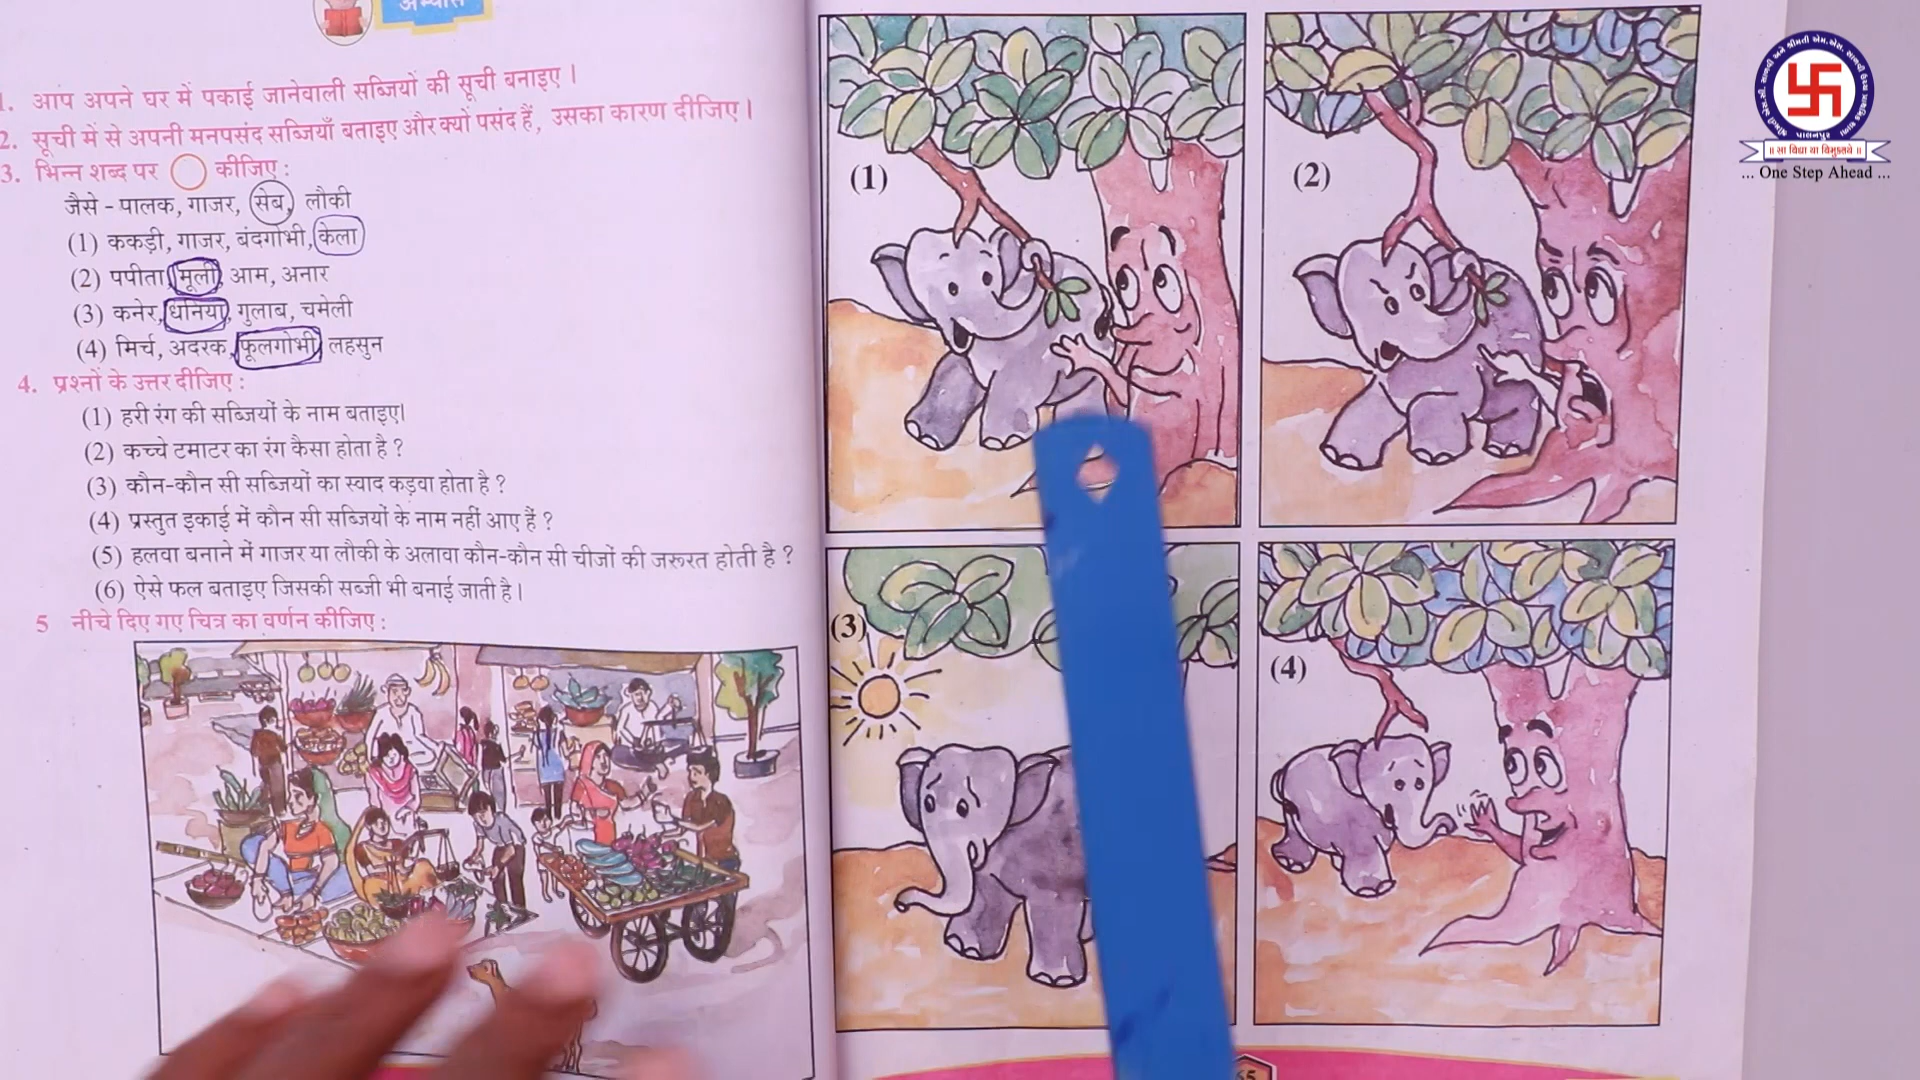 अभ्यास
1. आप अपने घर में पकाई जानेवाली सब्जियों की सूची बनाइए ।
2. सूची में से अपनी मनपसंद सब्जियाँ बताइए और क्यों पसंद हैं, उसका कारण दीजिए ।
3. भिन्न शब्द पर कीजिए :
जैसे - पालक, गाजर, सेब, लौकी
(1) ककड़ी, गाजर, बंदगोभी, केला
(2) पपीता, मूली, आम, अनार
(3) कनेर, धनिया, गुलाब, चमेली
(4) मिर्च, अदरक, फूलगोभी, लहसुन
4. प्रश्नों के उत्तर दीजिए :
(1) हरी रंग की सब्जियों के नाम बताइए।
(2) कच्चे टमाटर का रंग कैसा होता है ?
(3) कौन-कौन सी सब्जियों का स्वाद कड़वा होता है ?
(4) प्रस्तुत इकाई में कौन सी सब्जियों के नाम नहीं आए हैं ?
(5) हलवा बनाने में गाजर या लौकी के अलावा कौन-कौन सी चीजों की जरूरत होती है ?
(6) ऐसे फल बताइए जिसकी सब्जी भी बनाई जाती है।
5 नीचे दिए गए चित्र का वर्णन कीजिए :
(1)
(2)
(3)
(4)
65
પાલનપુર
॥ सा विद्या या विमुक्तये ॥
... One Step Ahead ...